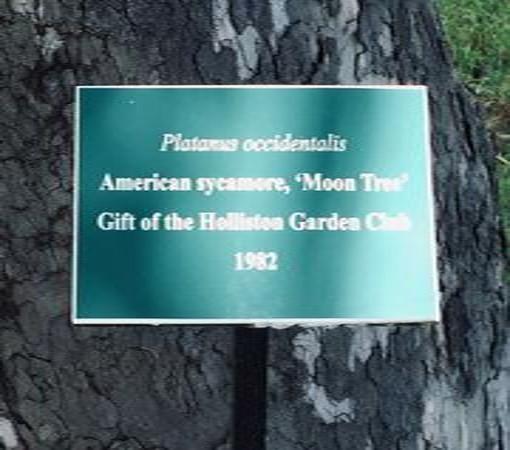 Platanus occidentalis
American sycamore, ‘Moon Tree’
Gift of the Holliston Garden Club
1982